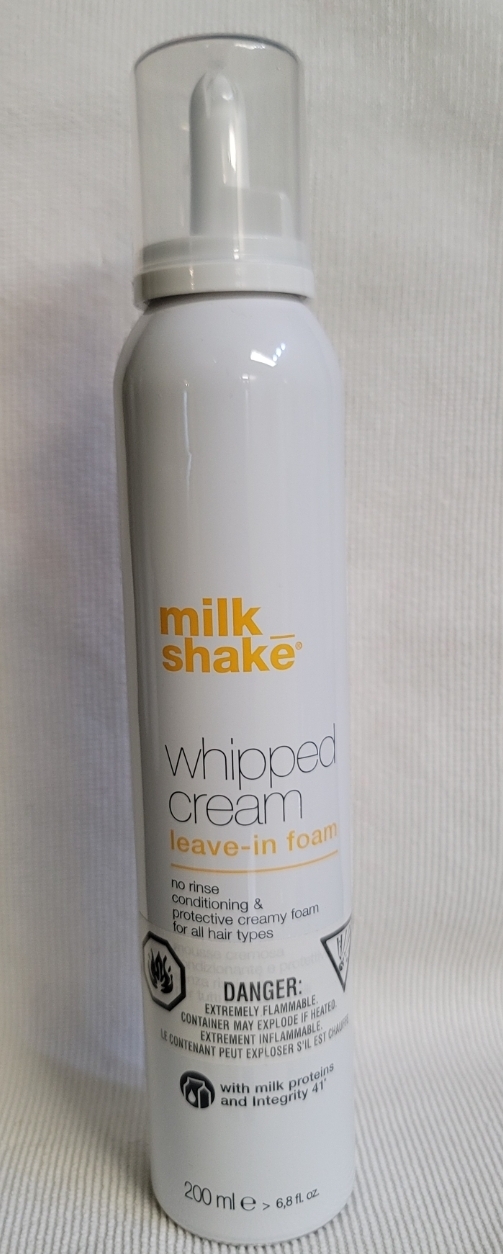 milk_
shake®
whipped
cream
leave-in foam
no rinse
conditioning &
protective creamy foam
for all hair types
DANGER:
EXTREMELY FLAMMABLE.
CONTAINER MAY EXPLODE IF HEATED.
EXTREMENT INFLAMMABLE.
LE CONTENANT PEUT EXPLOSER S'IL EST CHAUFFÉ
with milk proteins
and Integrity 41®
200 ml e > 6,8 fl. oz.